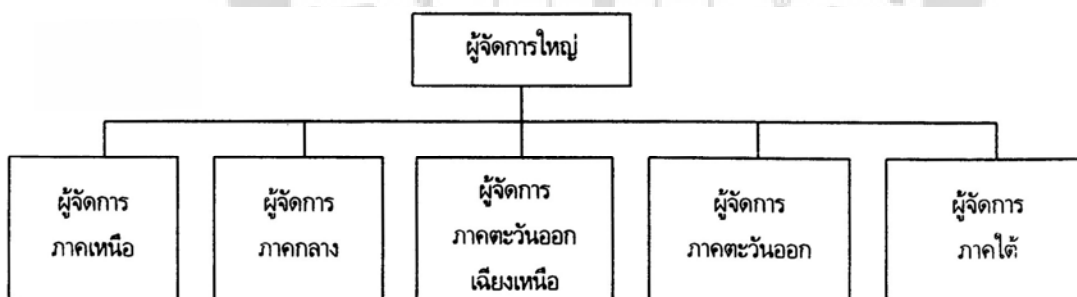 ผู้จัดการใหญ่
ผู้จัดการ
ภาคเหนือ
ผู้จัดการ
ภาคกลาง
ผู้จัดการ
ภาคตะวันออก
เฉียงเหนือ
ผู้จัดการ
ภาคตะวันออก
ผู้จัดการ
ภาคใต้